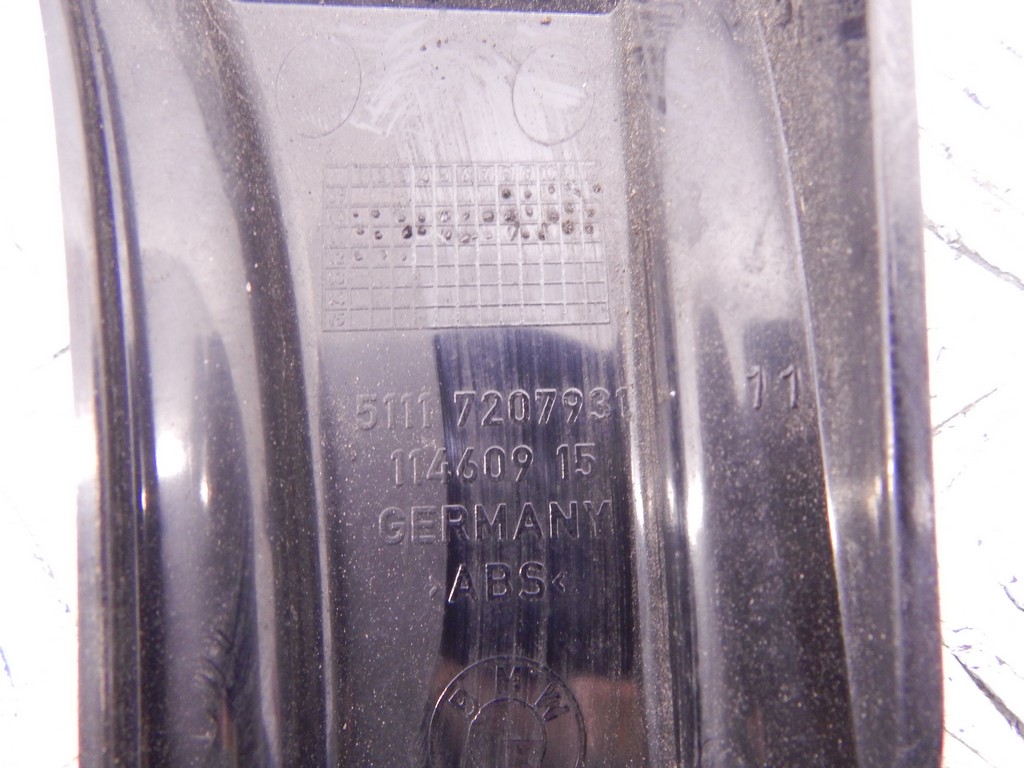 5111 7207931 11
114609 15
GERMANY
>ABS<
BMW